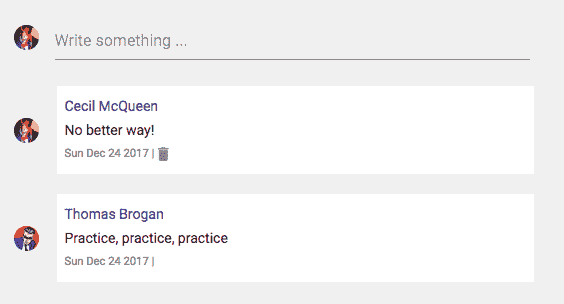 Write something ...
Cecil McQueen
No better way!
Sun Dec 24 2017 |
Thomas Brogan
Practice, practice, practice
Sun Dec 24 2017 |